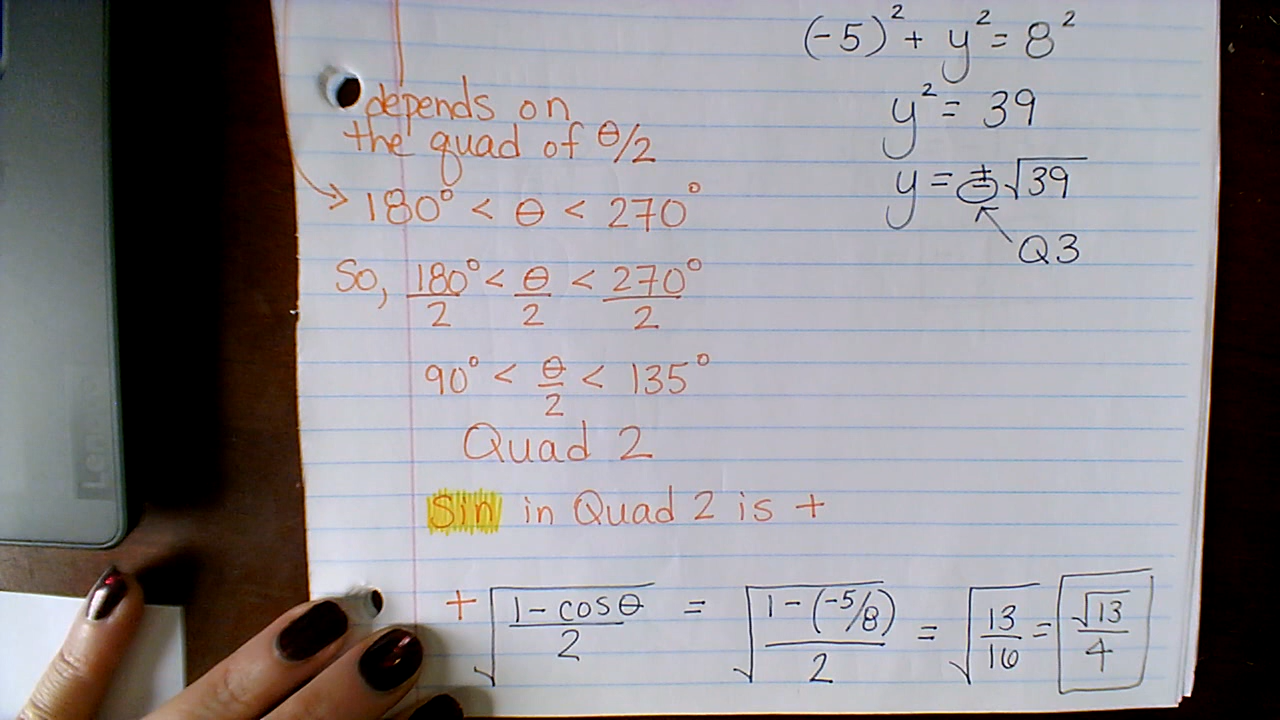 (-5)² + y² = 8²
y² = 39
y = ±√39
Q3
depends on
the quad of θ/2
→ 180° < θ < 270°
So, 180°/2 < θ/2 < 270°/2
90° < θ/2 < 135°
Quad 2
Sin in Quad 2 is +
+ √((1 - cosθ)/2) = √((1 - (-5/8))/2) = √(13/16) = √13/4
Lenovo